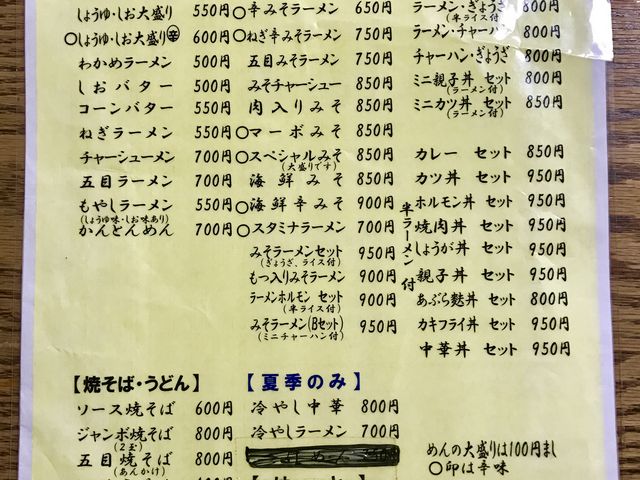 しょうゆ・しお大盛り 550円
○しょうゆ・しお大盛り辛 600円
わかめラーメン 500円
しおバター 500円
コーンバター 550円
ねぎラーメン 550円
チャーシューメン 700円
五目ラーメン 700円
もやしラーメン 550円
(しょうゆ味・しお味あり)
かんとんめん 700円
【焼そば・うどん】
ソース焼そば 600円
ジャンボ焼そば 800円
(2玉)
五目焼そば 800円
(あんかけ)
○辛みそラーメン 650円
○ねぎ辛みそラーメン 750円
五目みそラーメン 750円
みそチャーシュー 850円
肉入りみそ 850円
○マーボみそ 850円
○スペシャルみそ 850円
(大盛りです)
海鮮みそ 850円
○海鮮辛みそ 900円
○スタミナラーメン 700円
みそラーメンセット 950円
(ぎょうざ、ライス付)
もつ入りみそラーメン 900円
ラーメンホルモン セット 900円
(半ライス付)
みそラーメン(Bセット) 950円
(ミニチャーハン付)
【夏季のみ】
冷やし中華 800円
冷やしラーメン 700円
ラーメン・ぎょうざ 800円
(半ライス付)
ラーメン・チャーハン 800円
チャーハン・ぎょうざ 850円
ミニ親子丼 セット 800円
(ラーメン付)
ミニカツ丼 セット 850円
(ラーメン付)
半ラーメン付
カレー セット 850円
カツ丼 セット 950円
ホルモン丼 セット 950円
焼肉丼 セット 950円
しょうが丼 セット 950円
親子丼 セット 950円
あぶら麩丼 セット 800円
カキフライ丼 セット 950円
中華丼 セット 950円
めんの大盛りは100円まし
○印は辛味